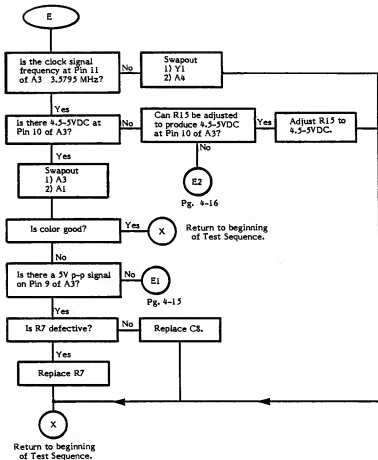 E
Is the clock signal
frequency at Pin 11
of A3 3.5795 MHz?
No
Swapout
1) Y1
2) A4
Yes
Is there 4.5-5VDC at
Pin 10 of A3?
No
Can R15 be adjusted
to produce 4.5-5VDC
at Pin 10 of A3?
Yes
Adjust R15 to
4.5-5VDC.
Yes
No
Swapout
1) A3
2) A1
E2
Pg. 4-16
Is color good?
Yes
X
Return to beginning
of Test Sequence.
No
Is there a 5V p-p signal
on Pin 9 of A3?
No
E1
Pg. 4-15
Yes
Is R7 defective?
No
Replace C8.
Yes
Replace R7
X
Return to beginning
of Test Sequence.